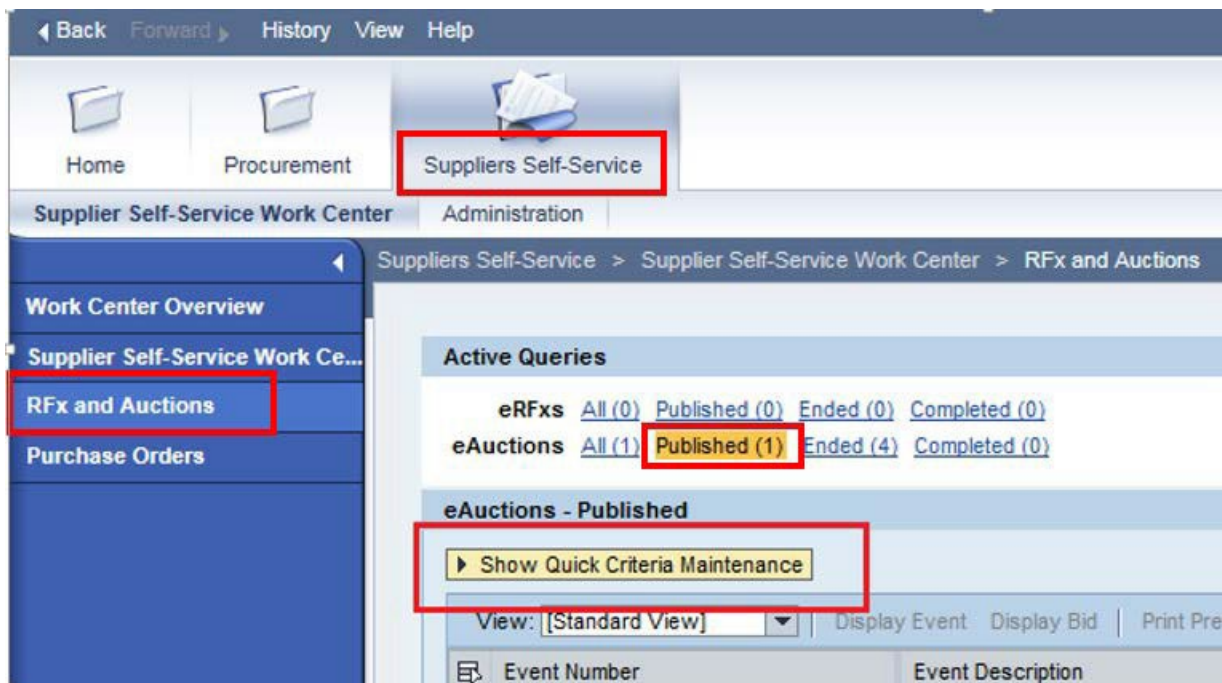 Back Forward History View Help
Home Procurement Suppliers Self-Service
Supplier Self-Service Work Center Administration
Suppliers Self-Service > Supplier Self-Service Work Center > RFx and Auctions
Work Center Overview
Supplier Self-Service Work Ce...
RFx and Auctions
Purchase Orders
Active Queries
eRFxs All (0) Published (0) Ended (0) Completed (0)
eAuctions All (1) Published (1) Ended (4) Completed (0)
eAuctions - Published
Show Quick Criteria Maintenance
View: [Standard View] Display Event Display Bid Print Pre
Event Number Event Description